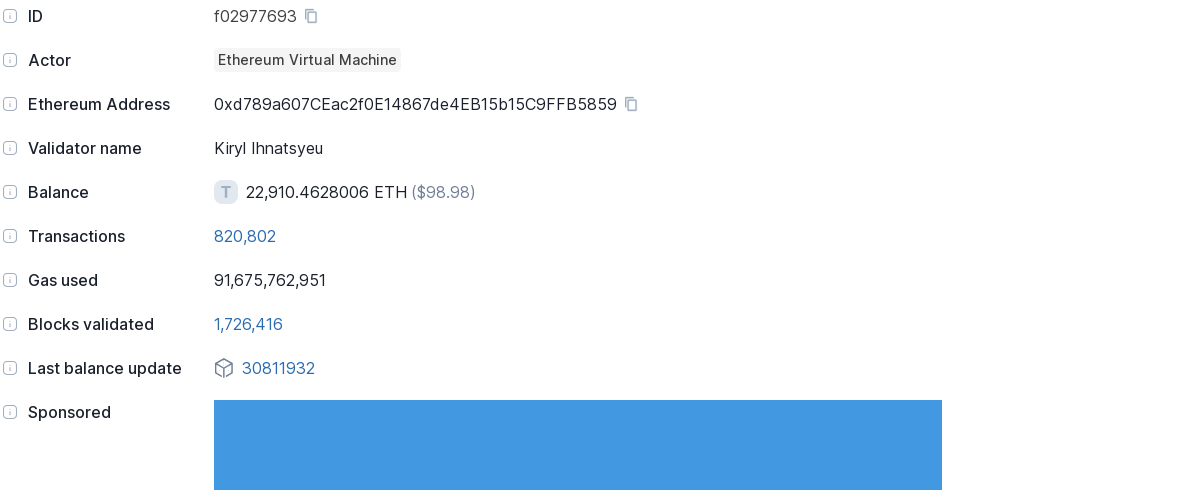 ID f02977693
Actor Ethereum Virtual Machine
Ethereum Address 0xd789a607CEac2f0E14867de4EB15b15C9FFB5859
Validator name Kiryl Ihnatsyeu
Balance T 22,910.4628006 ETH ($98.98)
Transactions 820,802
Gas used 91,675,762,951
Blocks validated 1,726,416
Last balance update 30811932
Sponsored